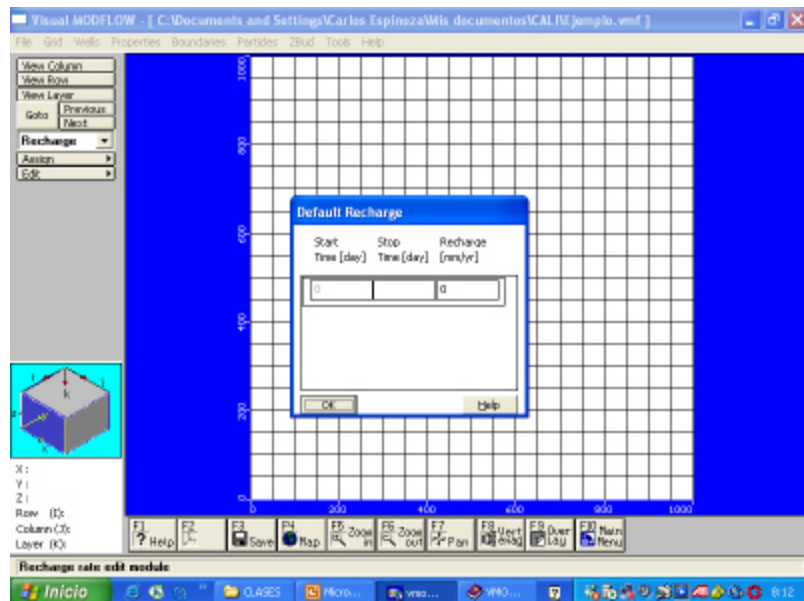 Visual MODFLOW - [ C:\Documents and Settings\Carlos Espinoza\Mis documentos\CALI\Ejemplo.vmf ]
File Grid Wells Properties Boundaries Particles ZBud Tools Help
View Column
View Row
View Layer
Goto
Previous
Next
Recharge
Assign
Edit
1000
800
600
400
200
0
Default Recharge
Start Time [day]
Stop Time [day]
Recharge [mm/yr]
0
0
OK
Help
0 200 400 600 800 1000
X :
Y :
Z :
Row (I):
Column (J):
Layer (K):
F1 ? Help
F2
F3 Save
F4 Map
F5 Zoom in
F6 Zoom out
F7 Pan
F8 Vert exag
F9 Over lay
F10 Main Menu
Recharge rate edit module
Inicio
CLASES
Micro...
vmo...
VMO...
8:12